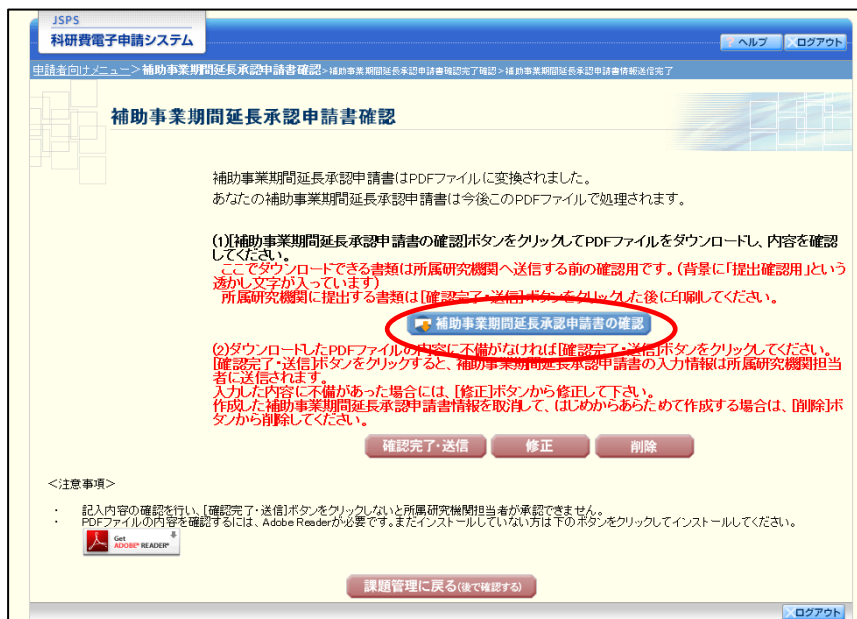 JSPS
科研費電子申請システム
ヘルプ
ログアウト
申請者向けメニュー>補助事業期間延長承認申請書確認>補助事業期間延長承認申請書確認完了確認>補助事業期間延長承認申請書情報送信完了
補助事業期間延長承認申請書確認
補助事業期間延長承認申請書はPDFファイルに変換されました。
あなたの補助事業期間延長承認申請書は今後このPDFファイルで処理されます。
(1)[補助事業期間延長承認申請書の確認]ボタンをクリックしてPDFファイルをダウンロードし、内容を確認
してください。
ここでダウンロードできる書類は所属研究機関へ送信する前の確認用です。(背景に「提出確認用」という
透かし文字が入っています)
所属研究機関に提出する書類は[確認完了・送信]ボタンをクリックした後に印刷してください。
補助事業期間延長承認申請書の確認
(2)ダウンロードしたPDFファイルの内容に不備がなければ[確認完了・送信]ボタンをクリックしてください。
[確認完了・送信]ボタンをクリックすると、補助事業期間延長承認申請書の入力情報は所属研究機関担当
者に送信されます。
入力した内容に不備があった場合には、[修正]ボタンから修正して下さい。
作成した補助事業期間延長承認申請書情報を取消して、はじめからあらためて作成する場合は、[削除]ボ
タンから削除してください。
確認完了・送信
修正
削除
<注意事項>
・ 記入内容の確認を行い、[確認完了・送信]ボタンをクリックしないと所属研究機関担当者が承認できません。
・ PDFファイルの内容を確認するには、Adobe Readerが必要です。まだインストールしていない方は下のボタンをクリックしてインストールしてください。
Get
ADOBE® READER®
課題管理に戻る(後で確認する)
ログアウト